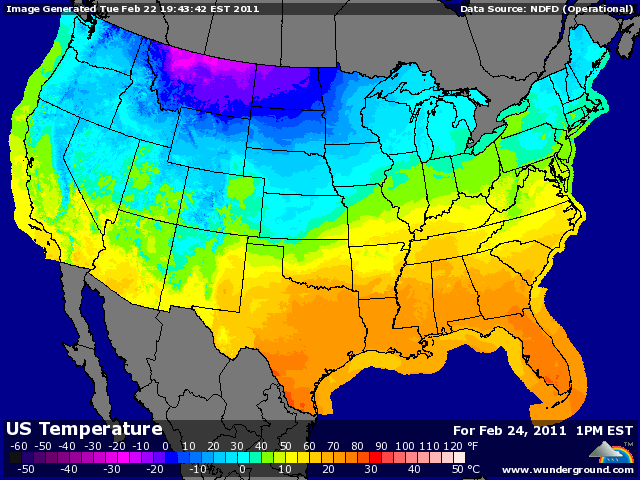 Image Generated Tue Feb 22 19:43:42 EST 2011 Data Source: NDFD (Operational)
US Temperature For Feb 24, 2011 1PM EST
-60 -50 -40 -30 -20 -10 0 10 20 30 40 50 60 70 80 90 100 110 120 °F
-50 -40 -30 -20 -10 0 10 20 30 40 50 °C
TM
www.wunderground.com